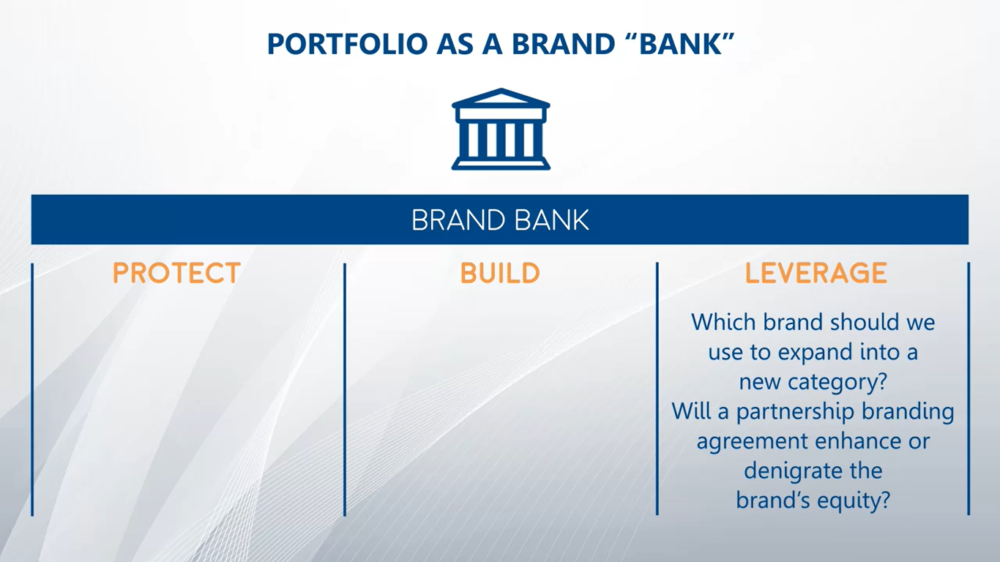 PORTFOLIO AS A BRAND “BANK”
BRAND BANK
PROTECT
BUILD
LEVERAGE
Which brand should we
use to expand into a
new category?
Will a partnership branding
agreement enhance or
denigrate the
brand’s equity?